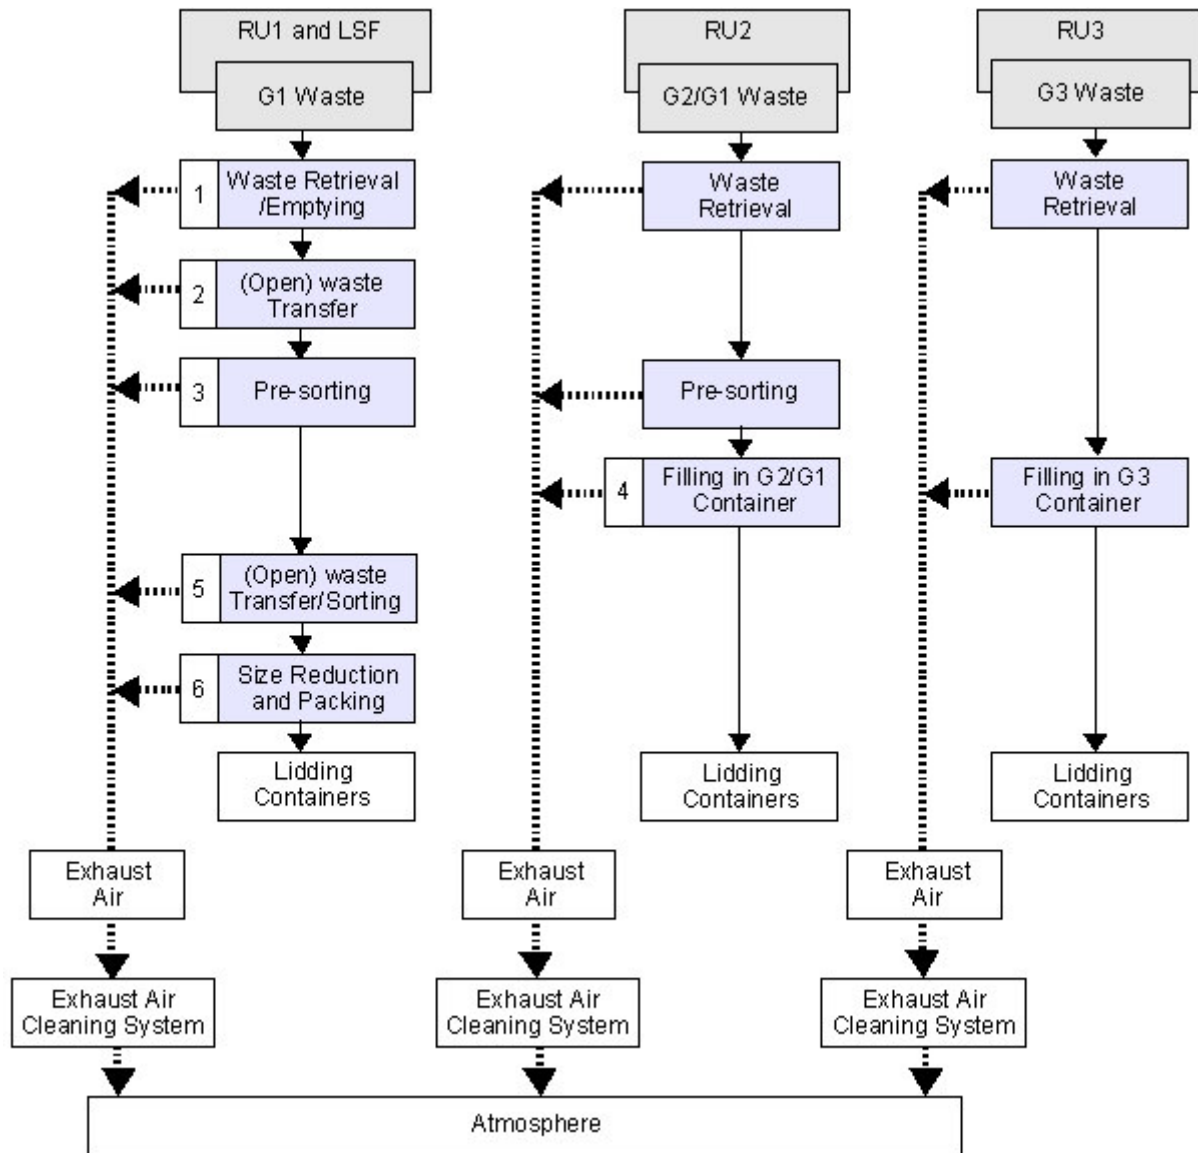 RU1 and LSF
G1 Waste
1
Waste Retrieval
/Emptying
2
(Open) waste
Transfer
3
Pre-sorting
5
(Open) waste
Transfer/Sorting
6
Size Reduction
and Packing
Lidding
Containers
Exhaust
Air
Exhaust Air
Cleaning System
RU2
G2/G1 Waste
Waste
Retrieval
Pre-sorting
4
Filling in G2/G1
Container
Lidding
Containers
Exhaust
Air
Exhaust Air
Cleaning System
RU3
G3 Waste
Waste
Retrieval
Filling in G3
Container
Lidding
Containers
Exhaust
Air
Exhaust Air
Cleaning System
Atmosphere